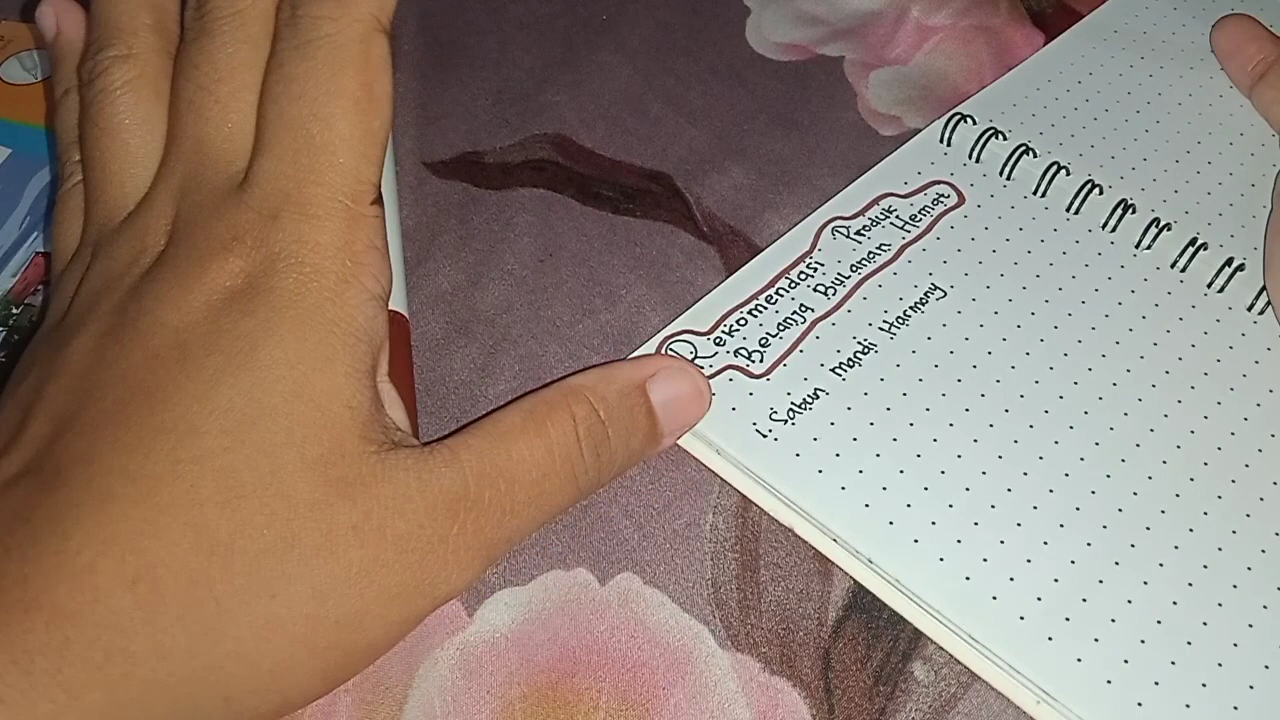 Rekomendasi Produk
Belanja Bulanan Hemat
1. Sabun mandi Harmony